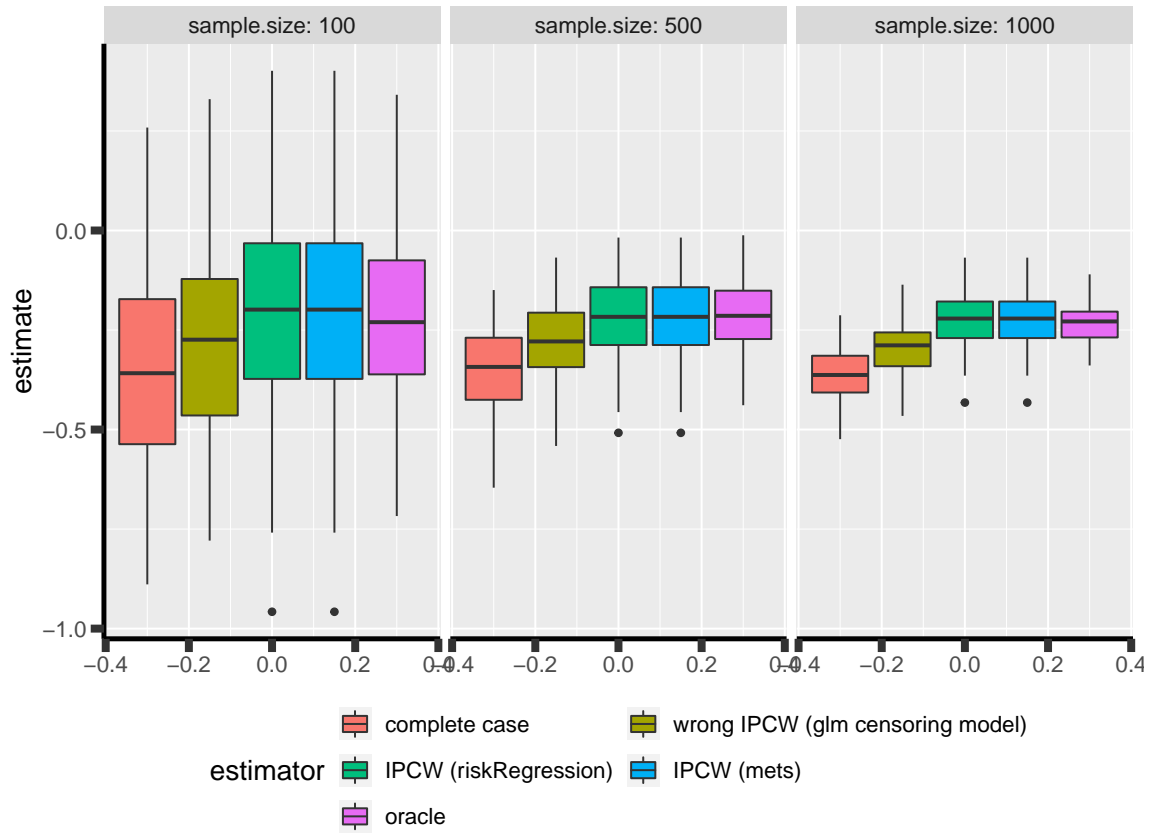 sample.size: 100 sample.size: 500 sample.size: 1000
0.0
−0.5
−1.0
estimate
−0.4 −0.2 0.0 0.2 0.4
−0.4 −0.2 0.0 0.2 0.4
−0.4 −0.2 0.0 0.2 0.4
estimator
complete case
wrong IPCW (glm censoring model)
IPCW (riskRegression)
IPCW (mets)
oracle